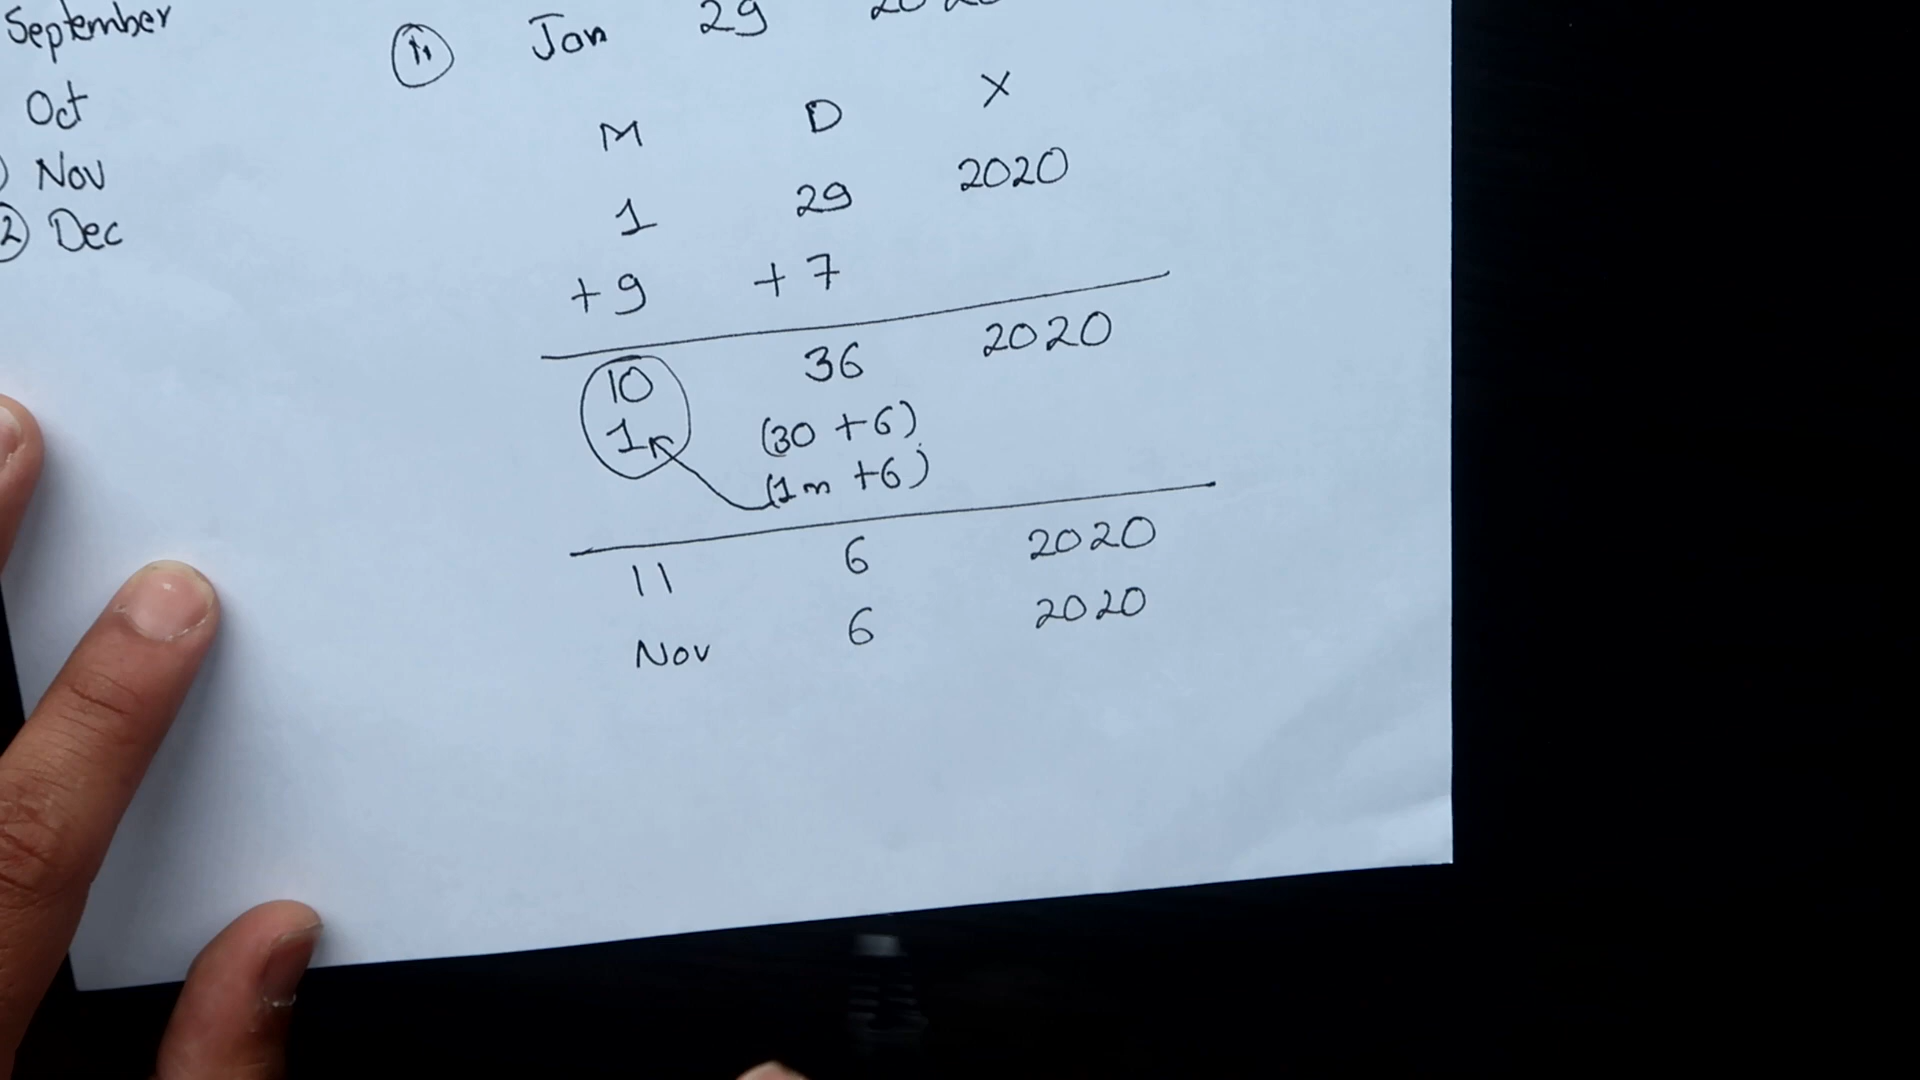 September
Oct
Nov
2 Dec
Jan 29
M D Y
1 29 2020
+9 +7
10 36 2020
1 (30 +6)
(1m +6)
11 6 2020
Nov 6 2020